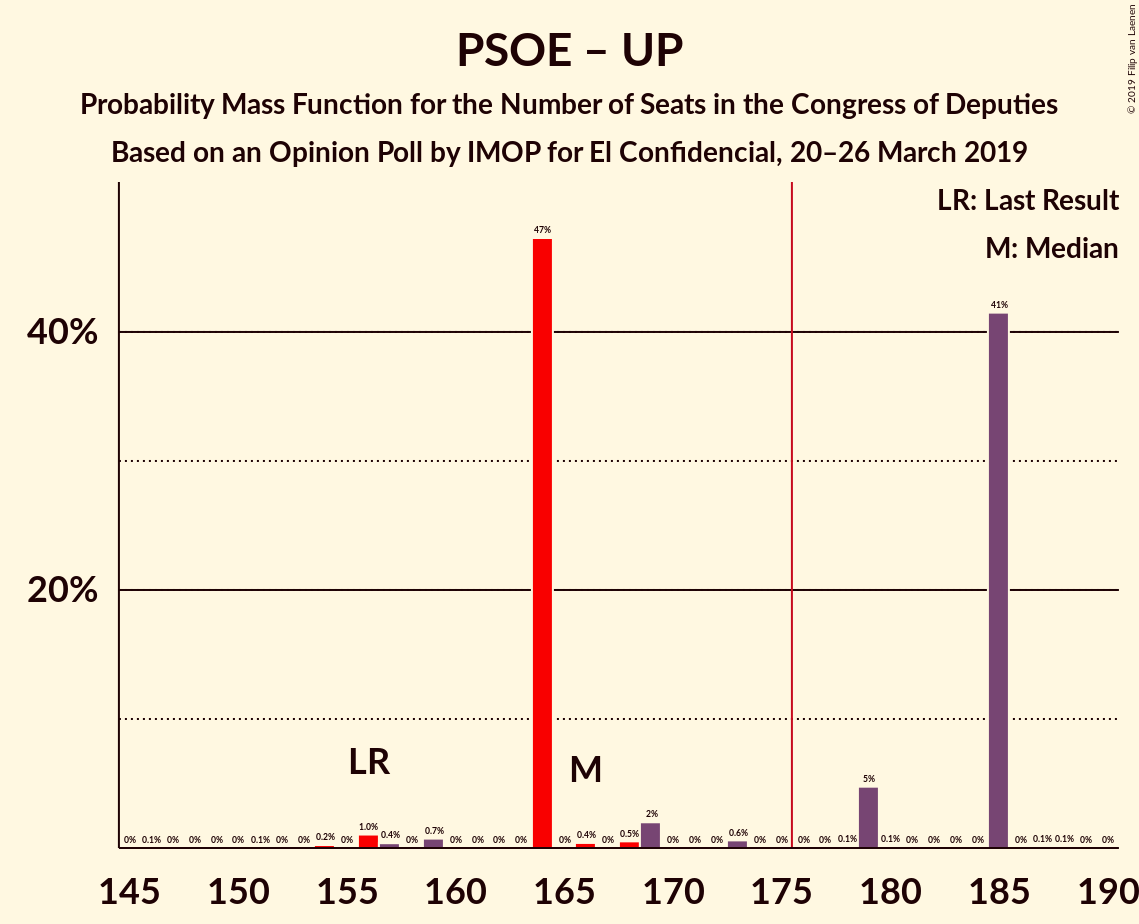 PSOE – UP
Probability Mass Function for the Number of Seats in the Congress of Deputies
Based on an Opinion Poll by IMOP for El Confidencial, 20–26 March 2019
© 2019 Filip van Laenen
LR: Last Result
M: Median
40%
20%
LR
M
0% 0.1% 0% 0% 0% 0% 0.1% 0% 0% 0.2% 0% 1.0% 0.4% 0% 0.7% 0% 0% 0% 0% 47% 0% 0.4% 0% 0.5% 2% 0% 0% 0% 0.6% 0% 0% 0% 0% 0.1% 5% 0.1% 0% 0% 0% 0% 41% 0% 0.1% 0.1% 0% 0%
145 150 155 160 165 170 175 180 185 190